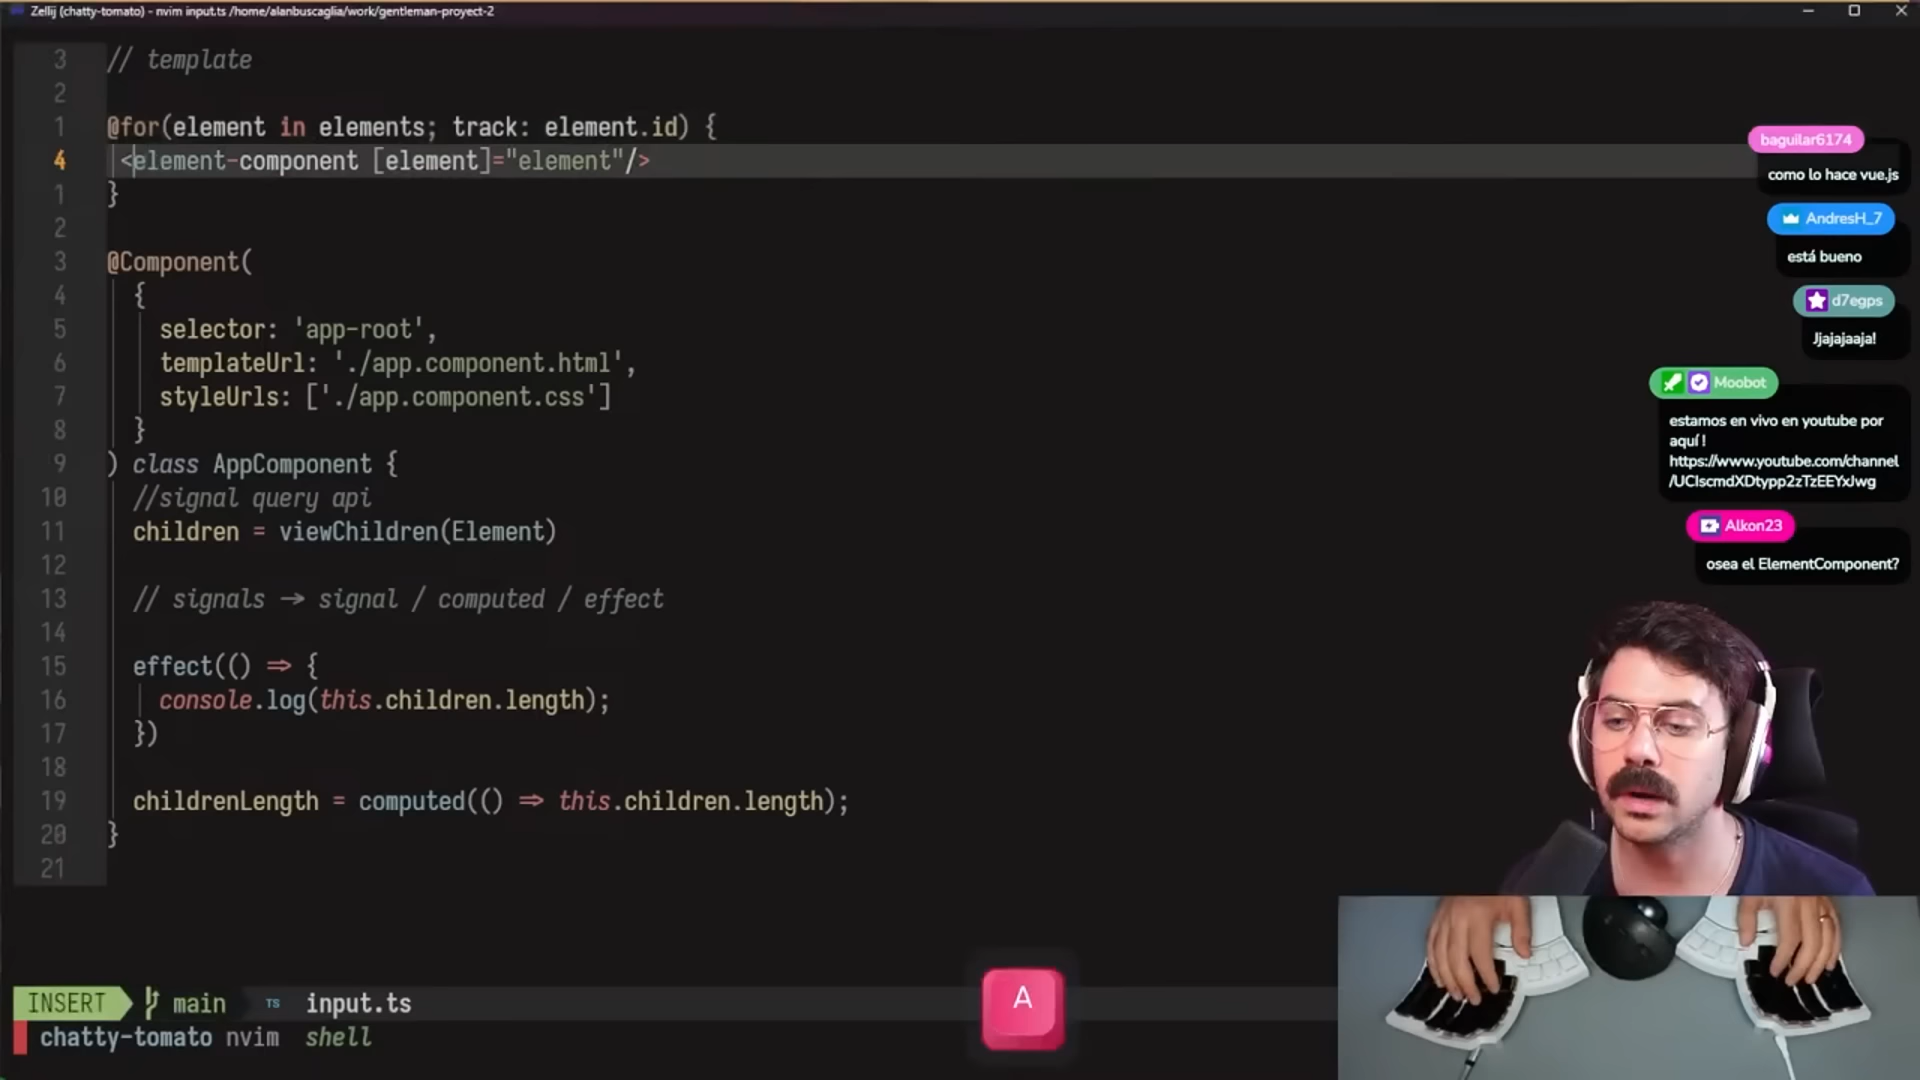 Zellij (chatty-tomato) - nvim input.ts /home/alanbuscaglia/work/gentleman-proyect-2
3 // template
2
1 @for(element in elements; track: element.id) {
4 <element-component [element]="element"/>
1 }
2
3 @Component(
4 {
5 selector: 'app-root',
6 templateUrl: './app.component.html',
7 styleUrls: ['./app.component.css']
8 }
9 ) class AppComponent {
10 //signal query api
11 children = viewChildren(Element)
12
13 // signals → signal / computed / effect
14
15 effect(() ⇒ {
16 console.log(this.children.length);
17 })
18
19 childrenLength = computed(() ⇒ this.children.length);
20 }
21
baguilar6174
como lo hace vue.js
AndresH_7
está bueno
d7egps
Jjajajaaja!
Moobot
estamos en vivo en youtube por
aquí !
https://www.youtube.com/channel
/UCIscmdXDtypp2zTzEEYxJwg
Alkon23
osea el ElementComponent?
A
INSERT main TS input.ts
chatty-tomato nvim shell